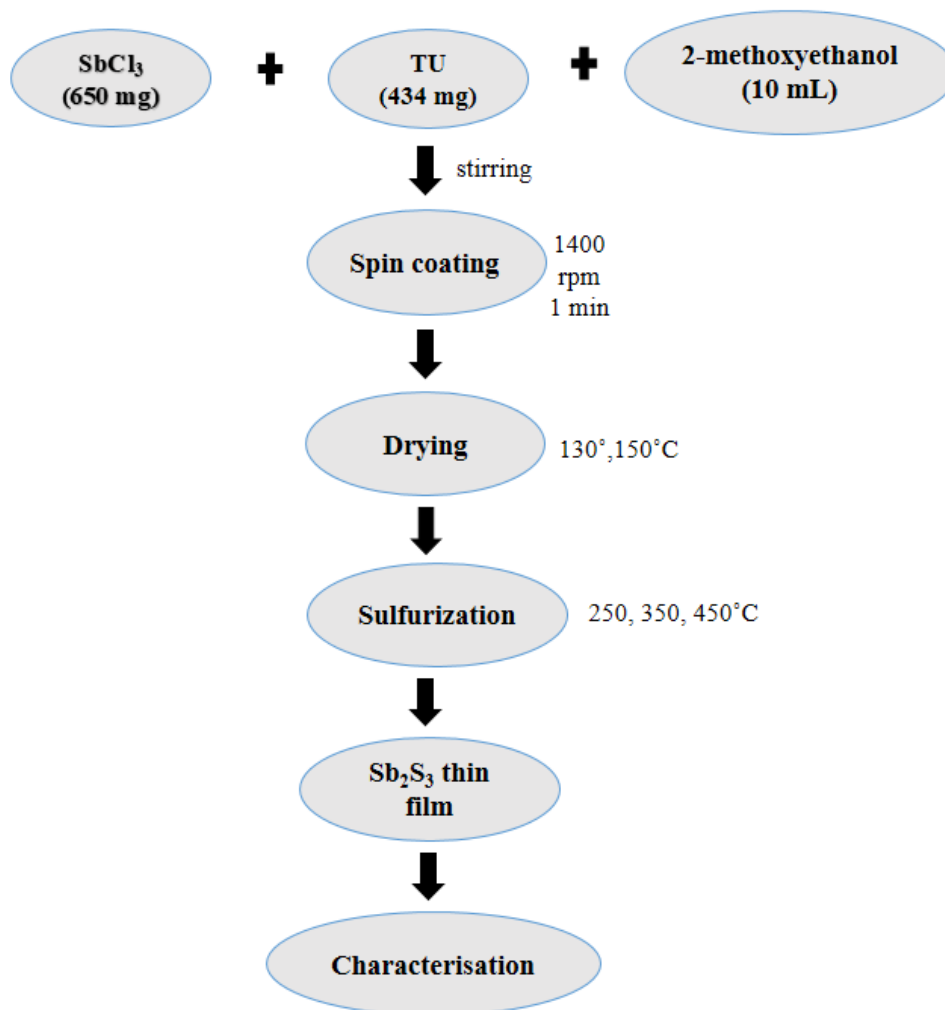 SbCl₃
(650 mg)
TU
(434 mg)
2-methoxyethanol
(10 mL)
stirring
Spin coating
1400
rpm
1 min
Drying
130˚,150˚C
Sulfurization
250, 350, 450˚C
Sb₂S₃ thin
film
Characterisation